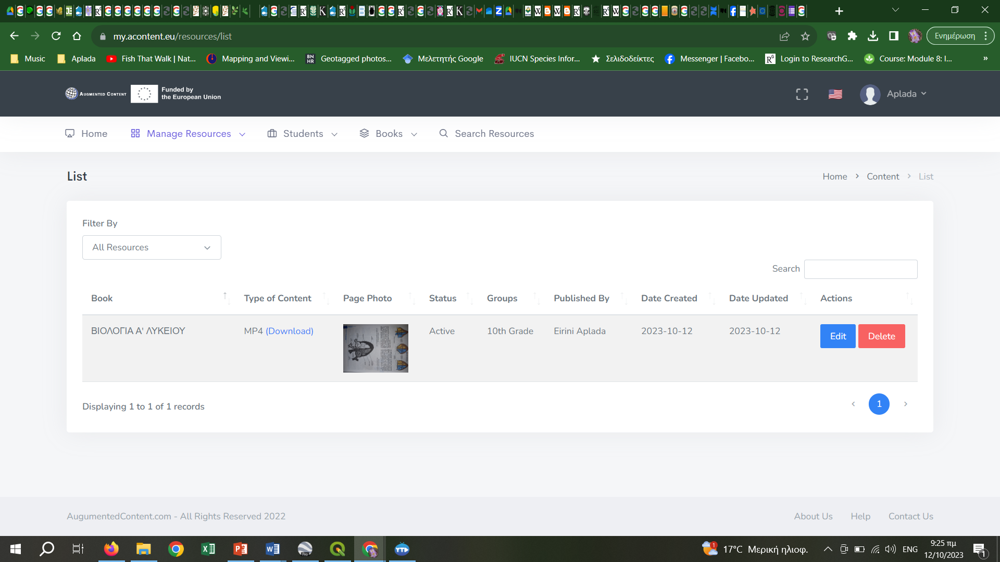 my.acontent.eu/resources/list
Ενημέρωση
Music
Aplada
Fish That Walk | Nat...
Mapping and Viewi...
BN HR
Geotagged photos...
Μελετητής Google
IUCN Species Infor...
Σελιδοδείκτες
Messenger | Facebo...
Login to ResearchG...
Course: Module 8: I...
»
AUGMENTED CONTENT
Funded by
the European Union
Aplada
Home
Manage Resources
Students
Books
Search Resources
List
Home > Content > List
Filter By
All Resources
Search
Book Type of Content Page Photo Status Groups Published By Date Created Date Updated Actions
ΒΙΟΛΟΓΙΑ Α' ΛΥΚΕΙΟΥ MP4 (Download) Active 10th Grade Eirini Aplada 2023-10-12 2023-10-12 Edit Delete
Displaying 1 to 1 of 1 records
1
AugumentedContent.com - All Rights Reserved 2022
About Us Help Contact Us
1
17°C Μερική ηλιοφ.
ENG
9:25 πμ
12/10/2023
1